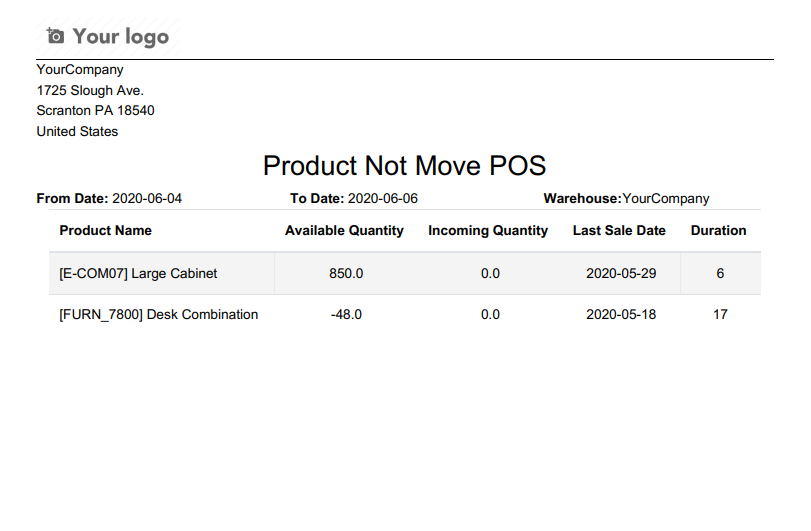 Your logo
YourCompany
1725 Slough Ave.
Scranton PA 18540
United States
Product Not Move POS
From Date: 2020-06-04 To Date: 2020-06-06 Warehouse:YourCompany
Product Name Available Quantity Incoming Quantity Last Sale Date Duration
[E-COM07] Large Cabinet 850.0 0.0 2020-05-29 6
[FURN_7800] Desk Combination -48.0 0.0 2020-05-18 17